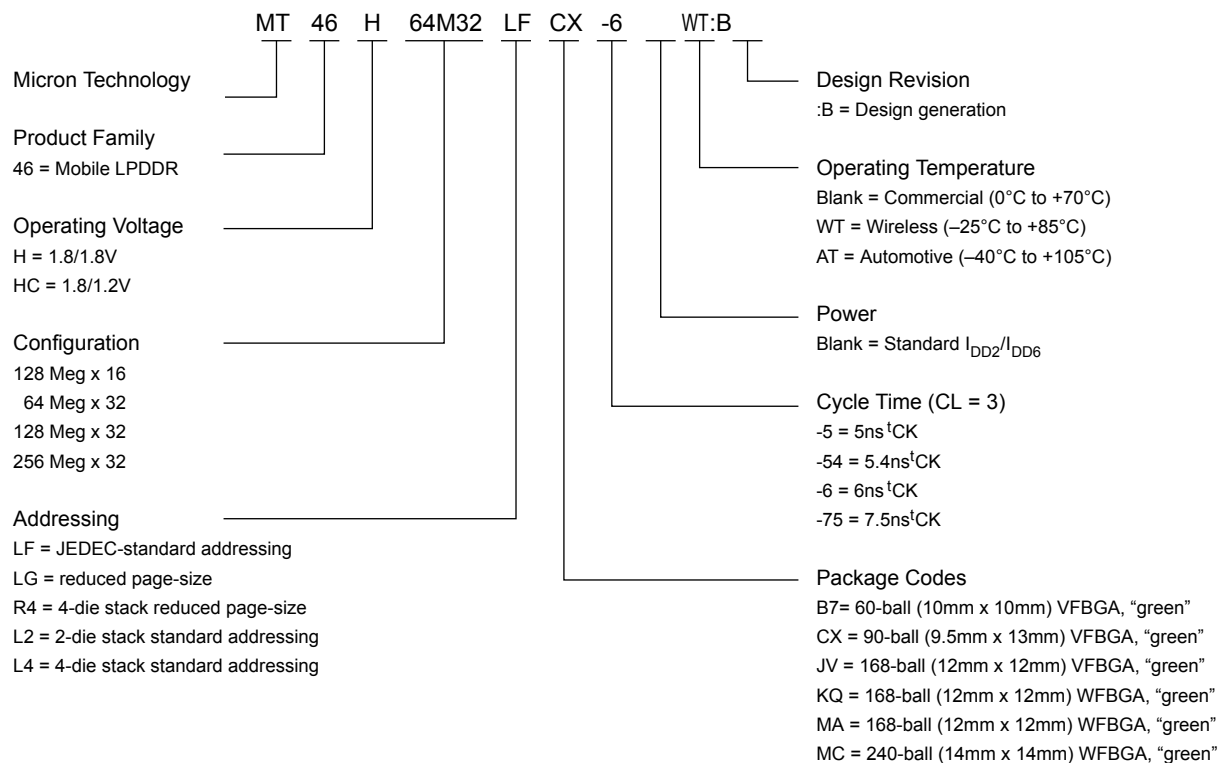 MT 46 H 64M32 LF CX -6 WT:B
Micron Technology
Product Family
46 = Mobile LPDDR
Operating Voltage
H = 1.8/1.8V
HC = 1.8/1.2V
Configuration
128 Meg x 16
64 Meg x 32
128 Meg x 32
256 Meg x 32
Addressing
LF = JEDEC-standard addressing
LG = reduced page-size
R4 = 4-die stack reduced page-size
L2 = 2-die stack standard addressing
L4 = 4-die stack standard addressing
Design Revision
:B = Design generation
Operating Temperature
Blank = Commercial (0°C to +70°C)
WT = Wireless (–25°C to +85°C)
AT = Automotive (–40°C to +105°C)
Power
Blank = Standard IDD2/IDD6
Cycle Time (CL = 3)
-5 = 5ns tCK
-54 = 5.4ns tCK
-6 = 6ns tCK
-75 = 7.5ns tCK
Package Codes
B7= 60-ball (10mm x 10mm) VFBGA, “green”
CX = 90-ball (9.5mm x 13mm) VFBGA, “green”
JV = 168-ball (12mm x 12mm) VFBGA, “green”
KQ = 168-ball (12mm x 12mm) WFBGA, “green”
MA = 168-ball (12mm x 12mm) WFBGA, “green”
MC = 240-ball (14mm x 14mm) WFBGA, “green”